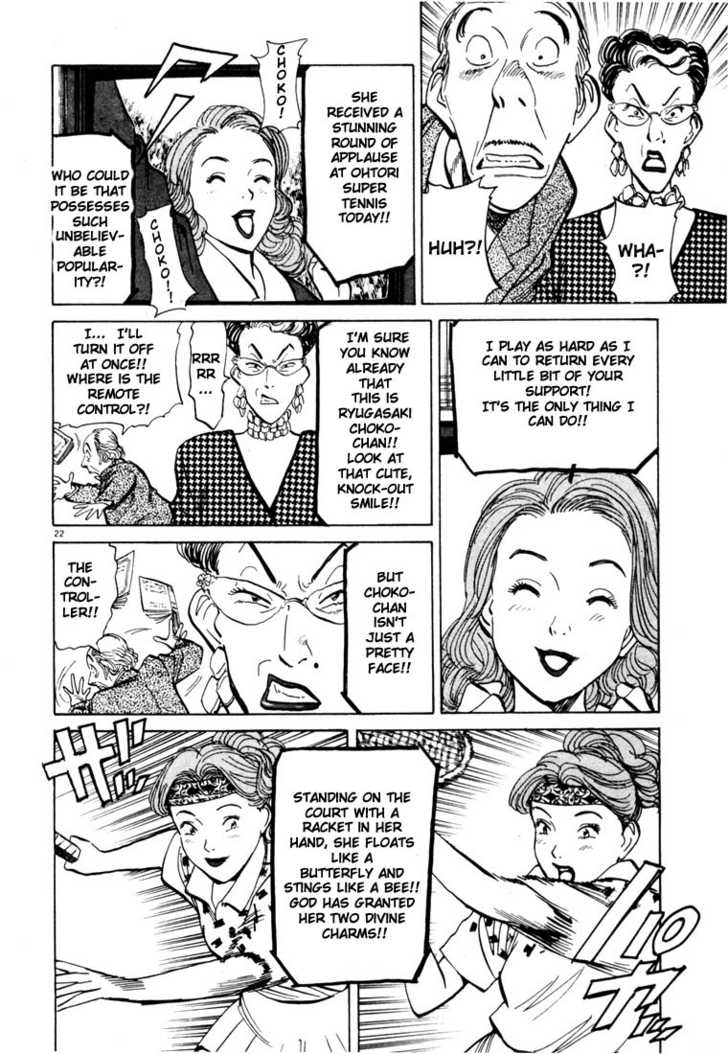 WHA-
?!
HUH?!
SHE
RECEIVED A
STUNNING
ROUND OF
APPLAUSE
AT OHTORI
SUPER
TENNIS
TODAY!!
CHOKO!
CHOKO!!
WHO COULD
IT BE THAT
POSSESSES
SUCH
UNBELIEV-
ABLE
POPULAR-
ITY?!
I PLAY AS HARD AS I
CAN TO RETURN EVERY
LITTLE BIT OF YOUR
SUPPORT!
IT'S THE ONLY THING I
CAN DO!!
I'M SURE
YOU KNOW
ALREADY
THAT
THIS IS
RYUGASAKI
CHOKO-
CHAN!!
LOOK AT
THAT CUTE,
KNOCK-OUT
SMILE!!
RRR
RR
...
I... I'LL
TURN IT OFF
AT ONCE!!
WHERE IS THE
REMOTE
CONTROL?!
22
BUT
CHOKO-
CHAN
ISN'T
JUST A
PRETTY
FACE!!
THE
CON-
TROL-
LER!!
STANDING ON THE
COURT WITH A
RACKET IN HER
HAND, SHE FLOATS
LIKE A
BUTTERFLY AND
STINGS LIKE A BEE!!
GOD HAS GRANTED
HER TWO DIVINE
CHARMS!!